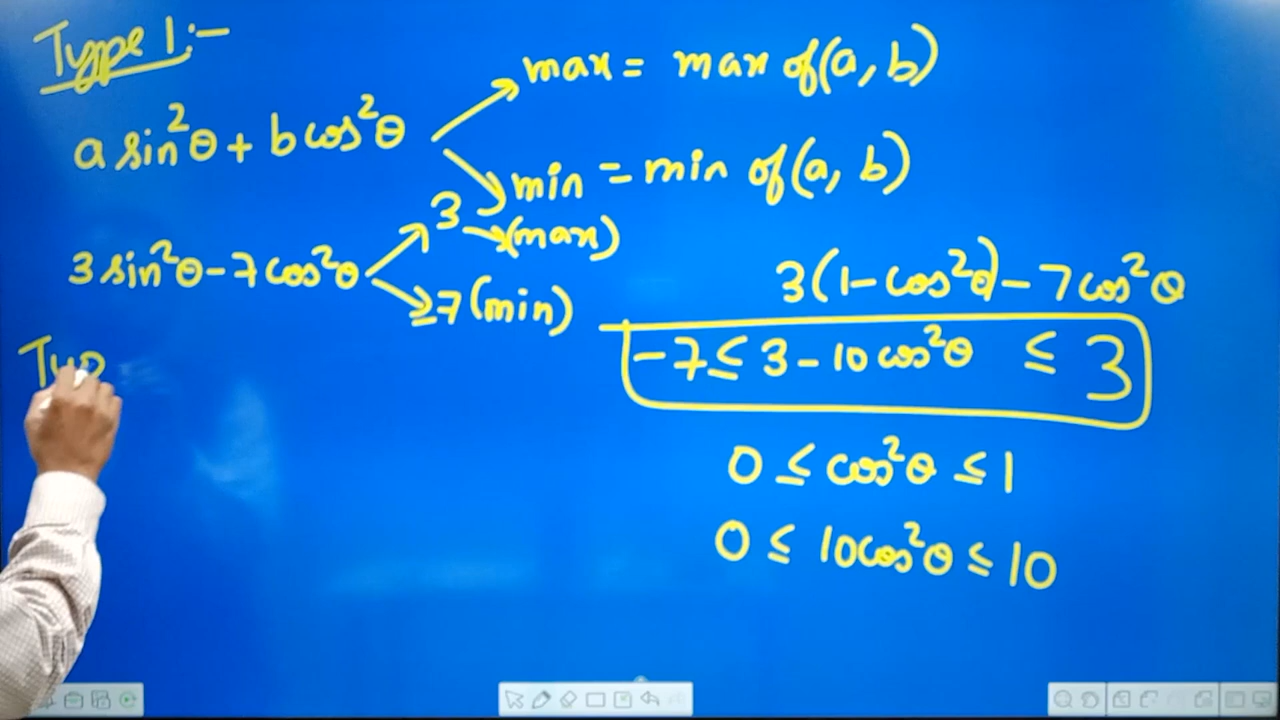 Type 1:-
a sin²θ + b cos²θ
max = max of (a, b)
min = min of (a, b)
3 sin²θ - 7 cos²θ
3 → (max)
-7 (min)
3(1 - cos²θ) - 7 cos²θ
-7 ≤ 3 - 10 cos²θ ≤ 3
0 ≤ cos²θ ≤ 1
0 ≤ 10cos²θ ≤ 10
Typ